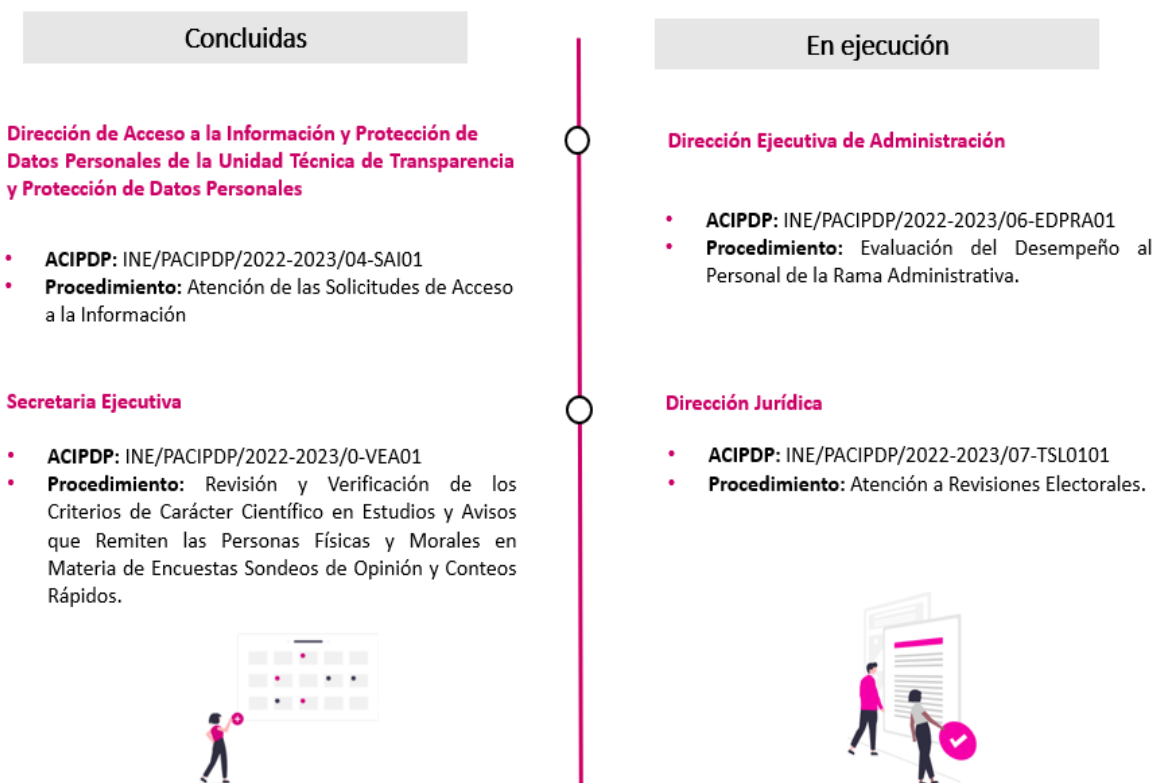 Concluidas
Dirección de Acceso a la Información y Protección de
Datos Personales de la Unidad Técnica de Transparencia
y Protección de Datos Personales
• ACIPDP: INE/PACIPDP/2022-2023/04-SAI01
• Procedimiento: Atención de las Solicitudes de Acceso
a la Información
Secretaria Ejecutiva
• ACIPDP: INE/PACIPDP/2022-2023/0-VEA01
• Procedimiento: Revisión y Verificación de los
Criterios de Carácter Científico en Estudios y Avisos
que Remiten las Personas Físicas y Morales en
Materia de Encuestas Sondeos de Opinión y Conteos
Rápidos.
En ejecución
Dirección Ejecutiva de Administración
• ACIPDP: INE/PACIPDP/2022-2023/06-EDPRA01
• Procedimiento: Evaluación del Desempeño al
Personal de la Rama Administrativa.
Dirección Jurídica
• ACIPDP: INE/PACIPDP/2022-2023/07-TSL0101
• Procedimiento: Atención a Revisiones Electorales.